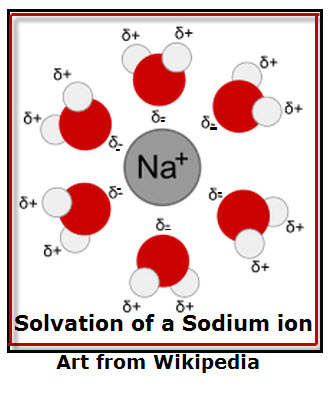 δ+ δ+
δ+ δ+
δ+ δ+
δ- δ- δ-
Na+
δ- δ-
δ+ δ- δ+
δ+ δ+
δ+ δ+
Solvation of a Sodium ion
Art from Wikipedia